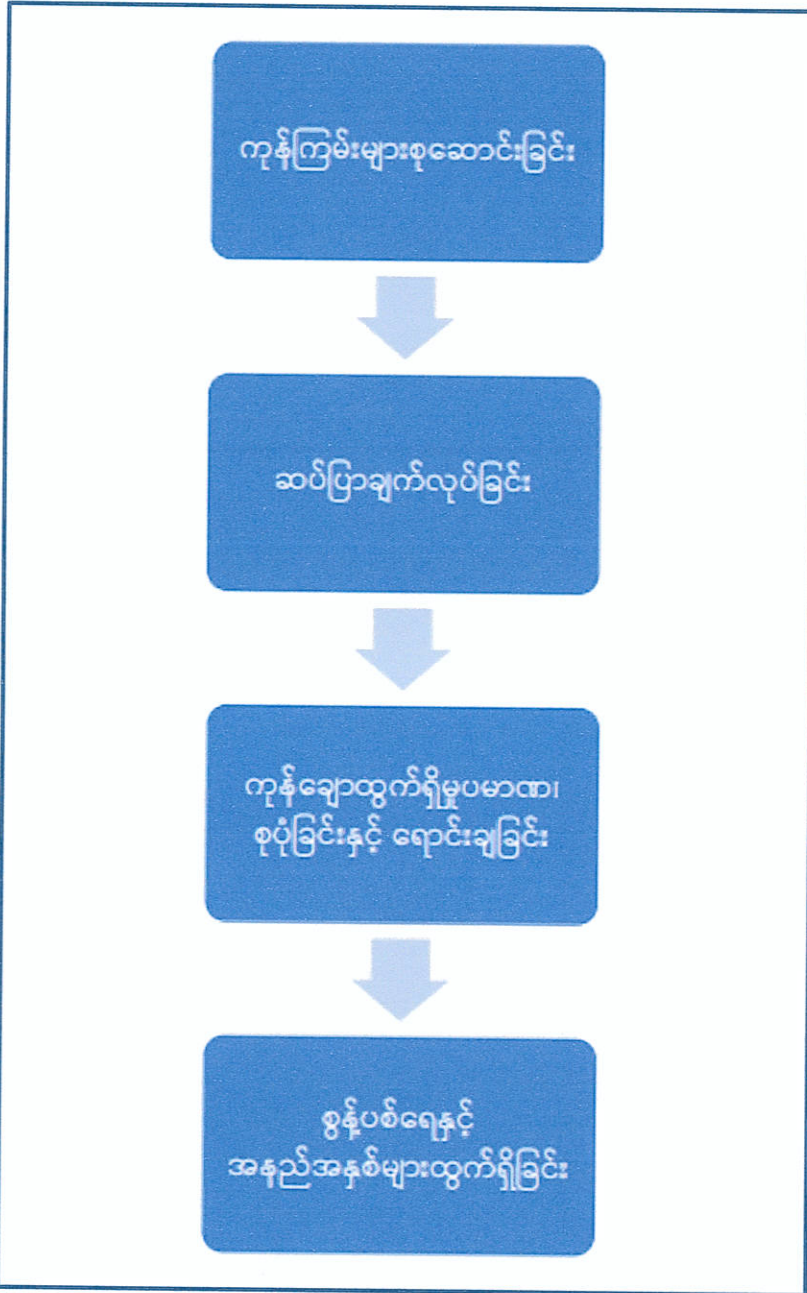 ကုန်ကြမ်းများစုဆောင်းခြင်း
ဆပ်ပြာချက်လုပ်ခြင်း
ကုန်ချောထွက်ရှိမှုပမာဏ၊
စုပုံခြင်းနှင့် ရောင်းချခြင်း
စွန့်ပစ်ရေနှင့်
အနည်အနှစ်များထွက်ရှိခြင်း